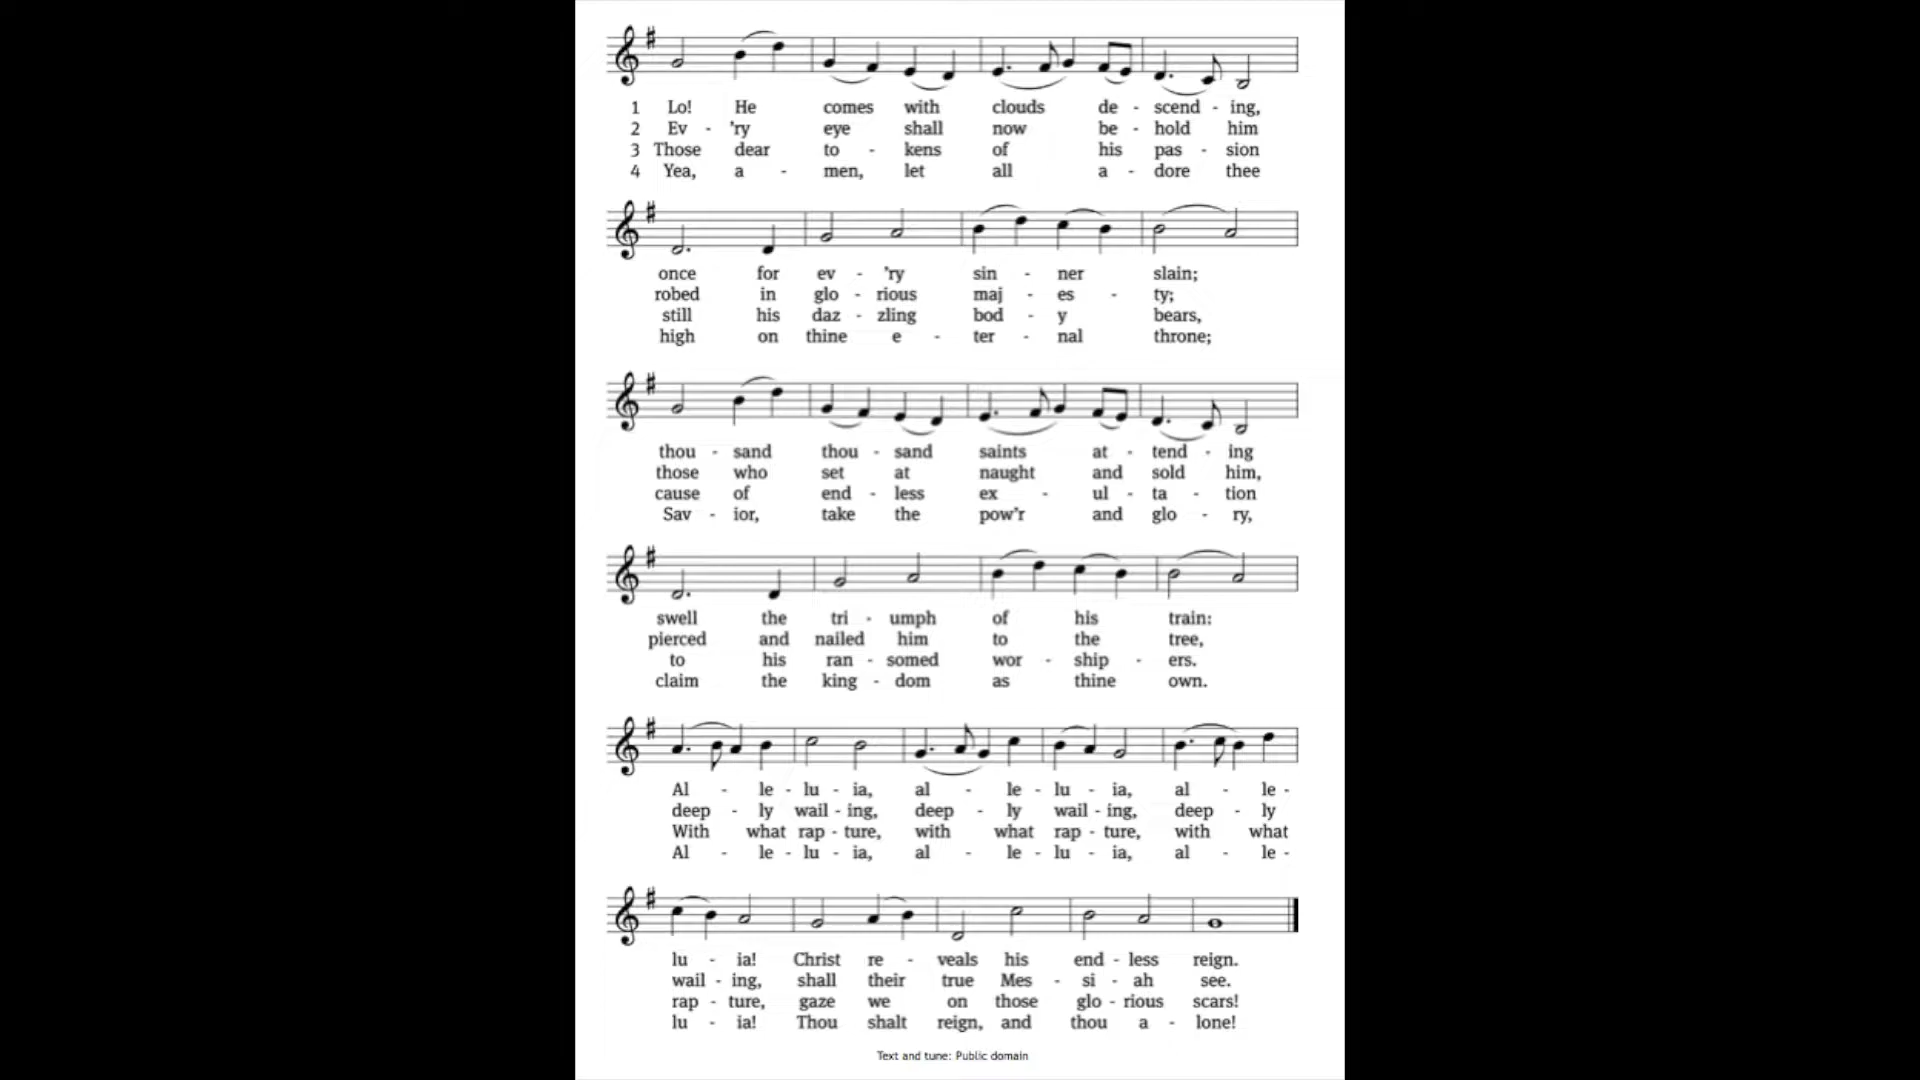 1 Lo! He comes with clouds de - scend - ing,
2 Ev - 'ry eye shall now be - hold him
3 Those dear to - kens of his pas - sion
4 Yea, a - men, let all a - dore thee
once for ev - 'ry sin - ner slain;
robed in glo - rious maj - es - ty;
still his daz - zling bod - y bears,
high on thine e - ter - nal throne;
thou - sand thou - sand saints at - tend - ing
those who set at naught and sold him,
cause of end - less ex - ul - ta - tion
Sav - ior, take the pow'r and glo - ry,
swell the tri - umph of his train:
pierced and nailed him to the tree,
to his ran - somed wor - ship - ers.
claim the king - dom as thine own.
Al - le - lu - ia, al - le - lu - ia, al - le -
deep - ly wail - ing, deep - ly wail - ing, deep - ly
With what rap - ture, with what rap - ture, with what
Al - le - lu - ia, al - le - lu - ia, al - le -
lu - ia! Christ re - veals his end - less reign.
wail - ing, shall their true Mes - si - ah see.
rap - ture, gaze we on those glo - rious scars!
lu - ia! Thou shalt reign, and thou a - lone!
Text and tune: Public domain